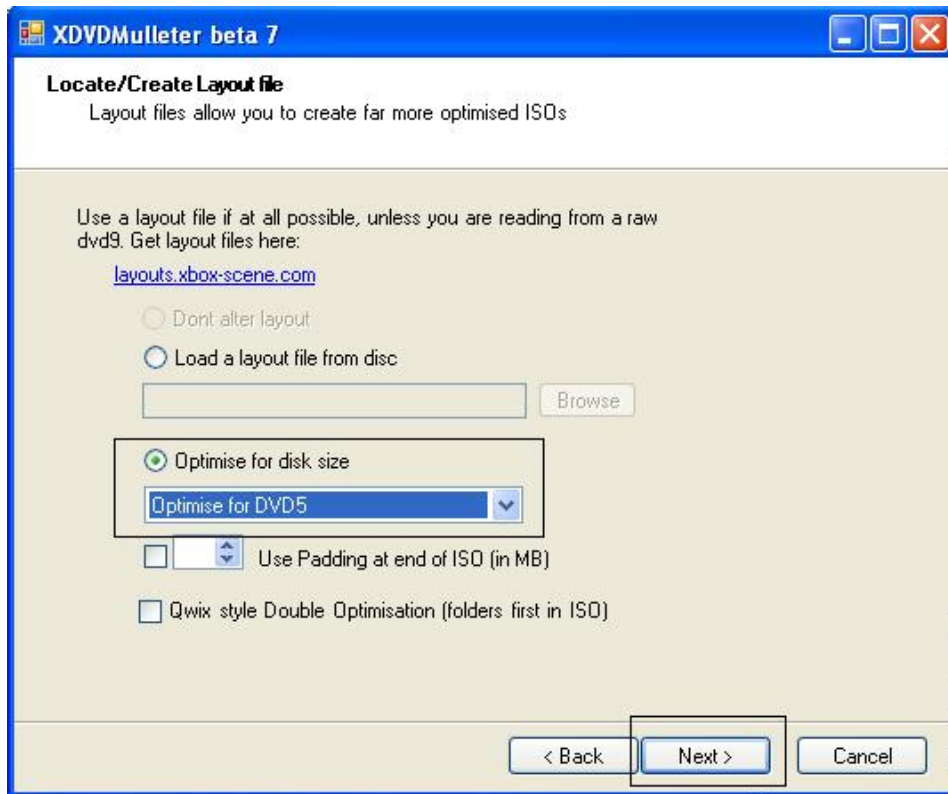 XDVDMulleter beta 7
Locate/Create Layout file
Layout files allow you to create far more optimised ISOs
Use a layout file if at all possible, unless you are reading from a raw
dvd9. Get layout files here:
layouts.xbox-scene.com
Dont alter layout
Load a layout file from disc
Browse
Optimise for disk size
Optimise for DVD5
Use Padding at end of ISO (in MB)
Qwix style Double Optimisation (folders first in ISO)
< Back
Next >
Cancel